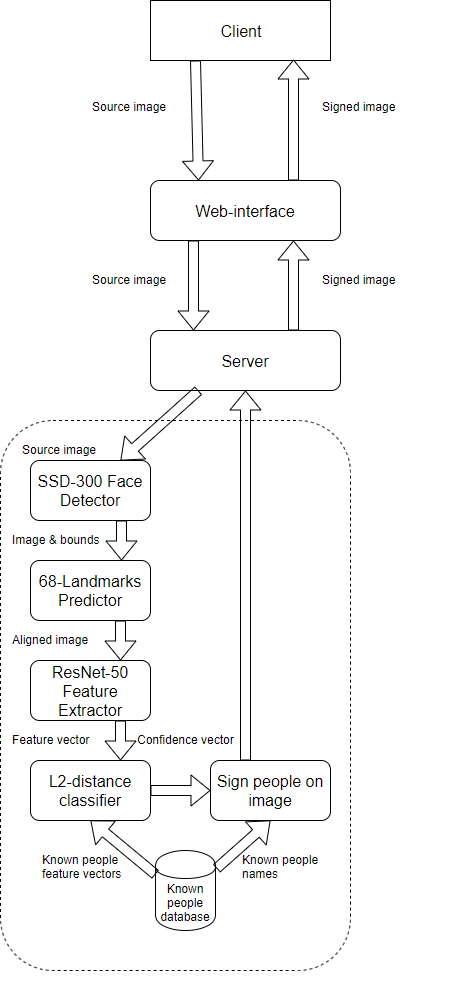 Client
Source image
Signed image
Web-interface
Source image
Signed image
Server
Source image
SSD-300 Face
Detector
Image & bounds
68-Landmarks
Predictor
Aligned image
ResNet-50
Feature
Extractor
Feature vector
Confidence vector
L2-distance
classifier
Sign people on
image
Known people
feature vectors
Known people
names
Known
people
database